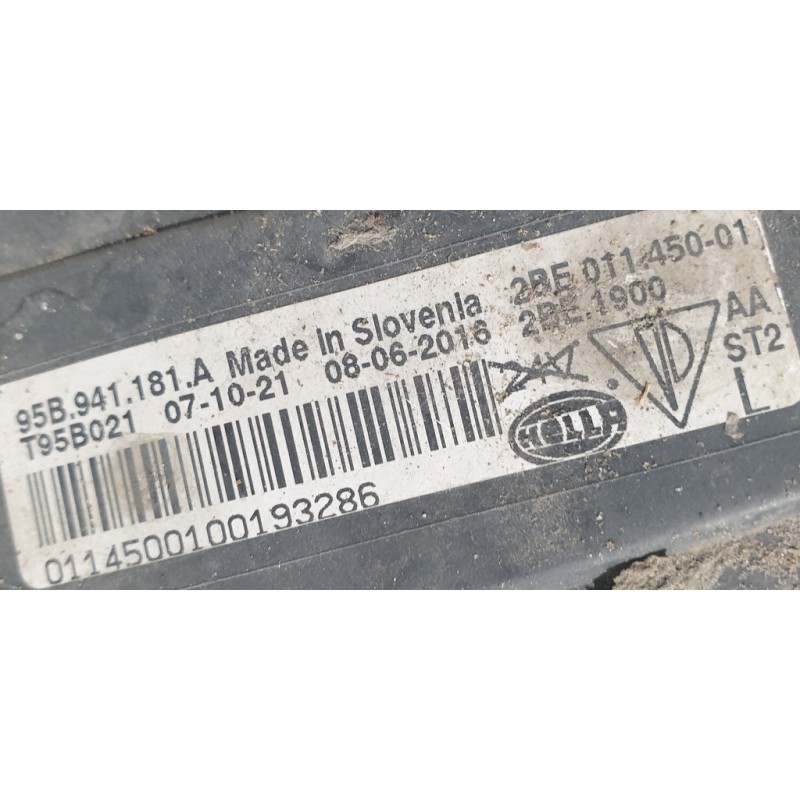 95B.941.181.A Made in Slovenia 2BE 011.450-01
T95B021 07-10-21 08-06-2016 2BE.1900
24V
AA
ST2
L
HELLA
0114500100193286